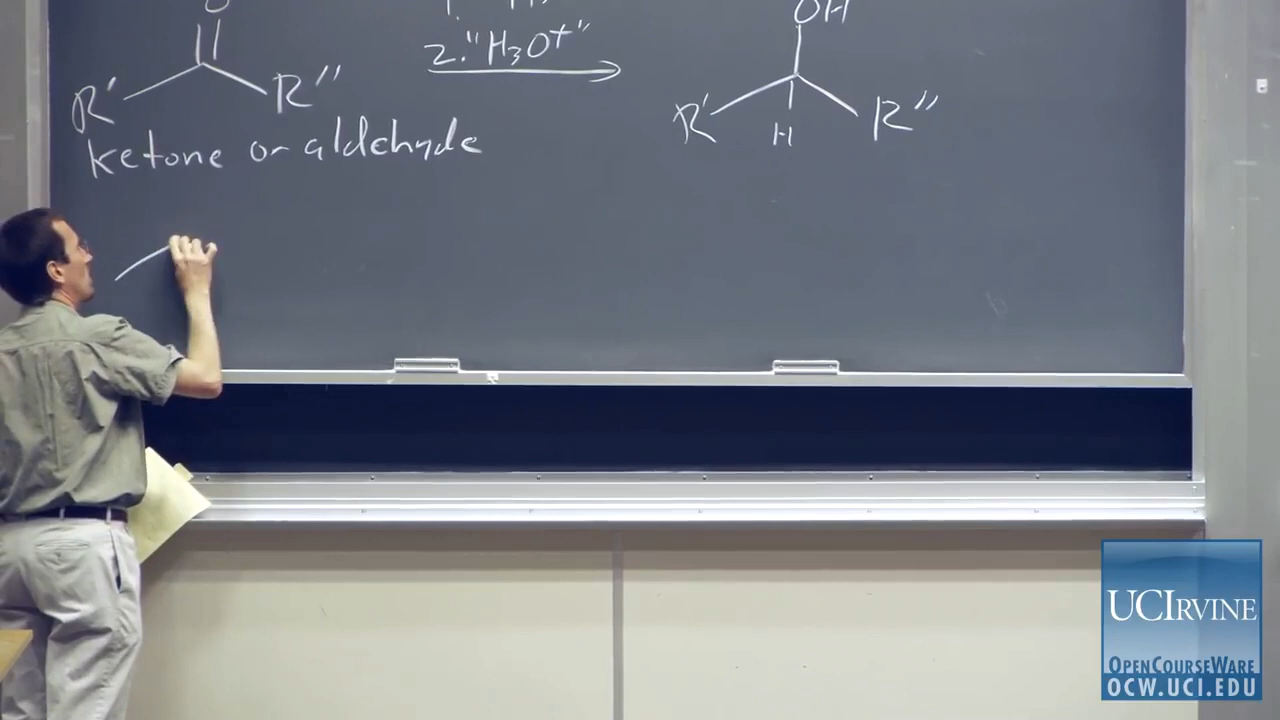 O
OH
2. "H₃O⁺"
R' R"
R' H R"
ketone or aldehyde
UCIRVINE
OPENCOURSEWARE
OCW.UCI.EDU